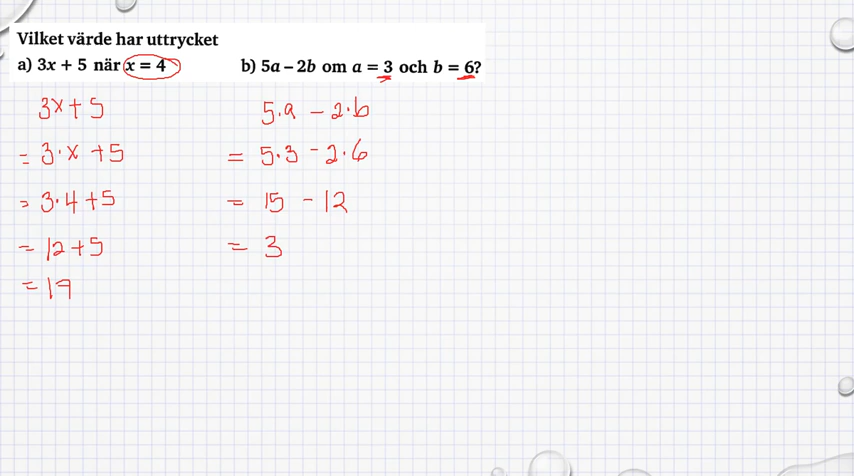 Vilket värde har uttrycket
a) 3x + 5 när x = 4 b) 5a – 2b om a = 3 och b = 6?
3x + 5
= 3·x + 5
= 3·4 + 5
= 12 + 5
= 17
5·a – 2·b
= 5·3 – 2·6
= 15 – 12
= 3